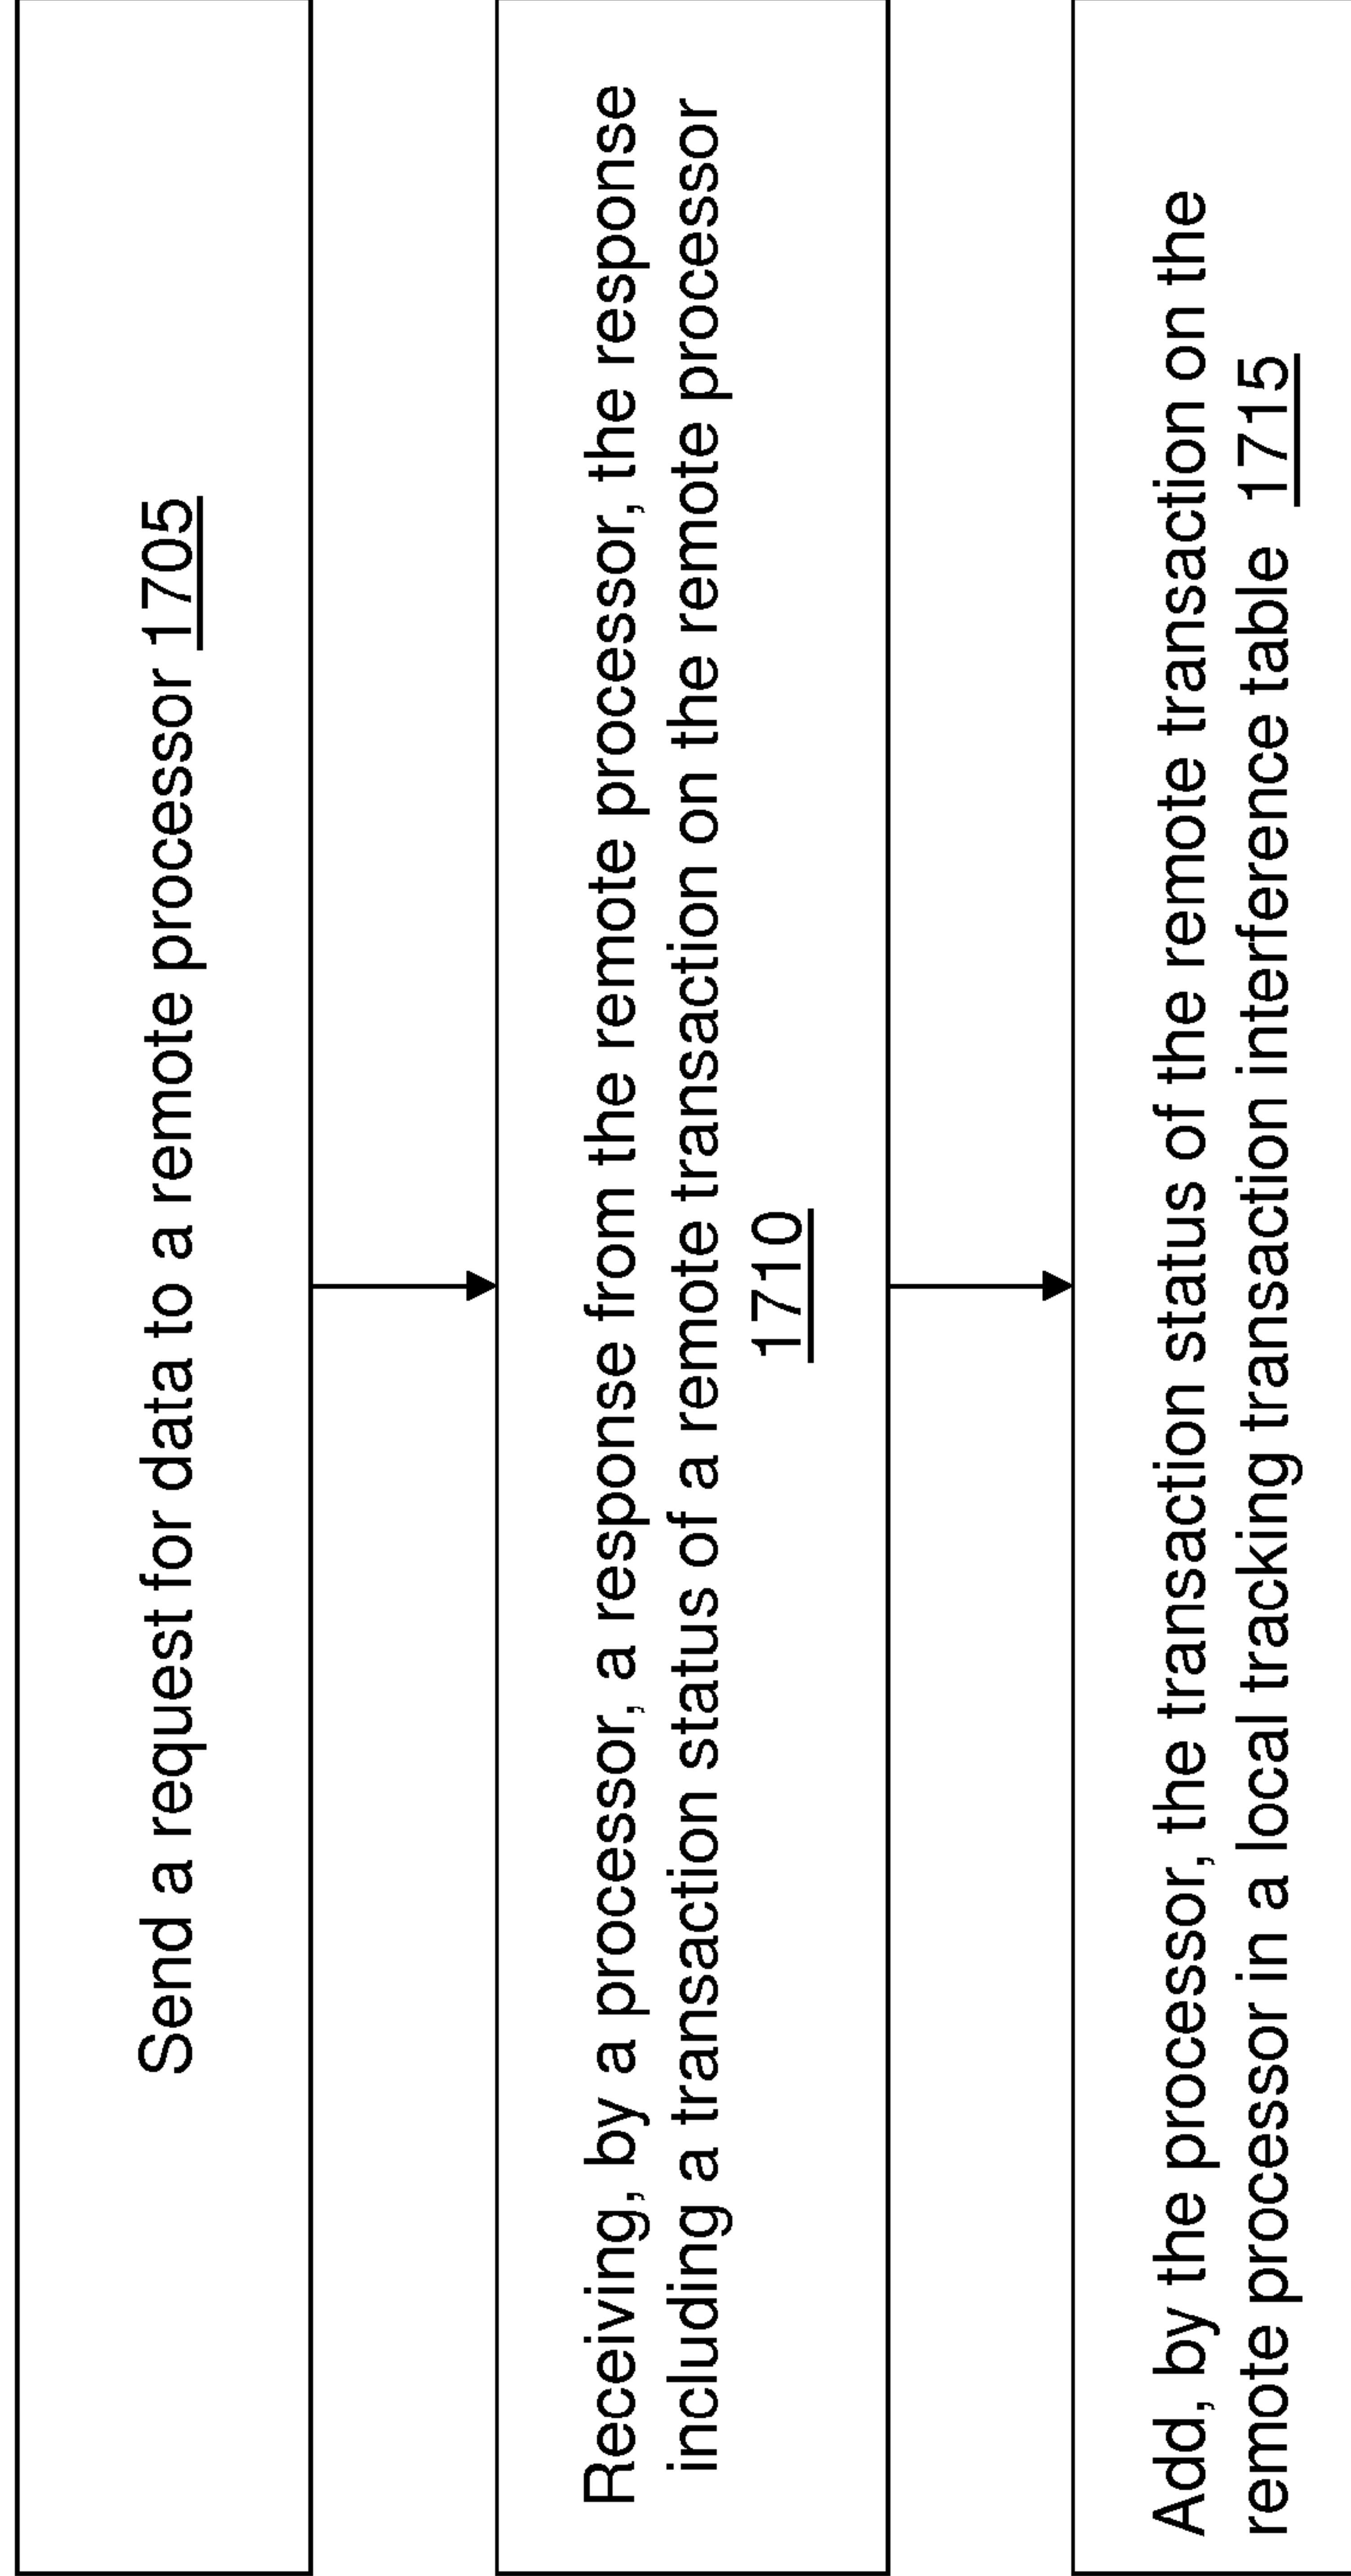 Send a request for data to a remote processor 1705
Receiving, by a processor, a response from the remote processor, the response
including a transaction status of a remote transaction on the remote processor
1710
Add, by the processor, the transaction status of the remote transaction on the
remote processor in a local tracking transaction interference table 1715